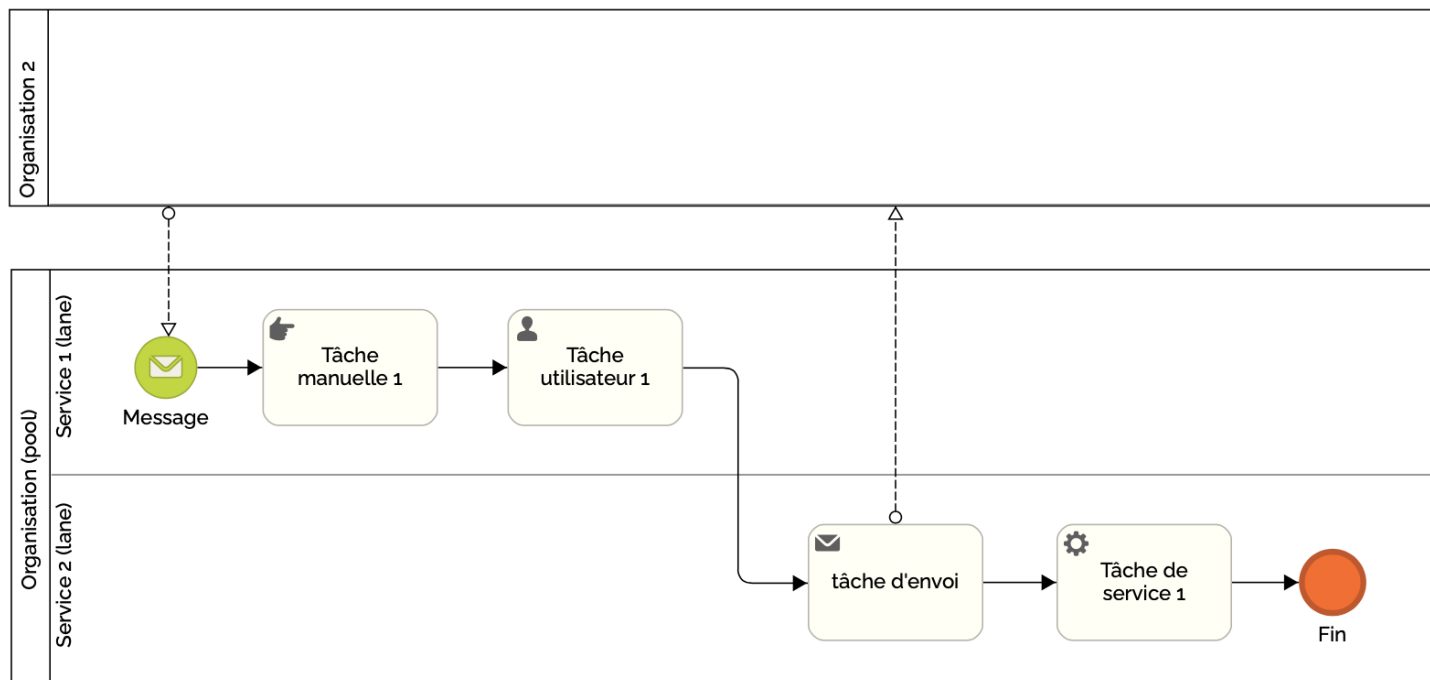 Organisation 2
Organisation (pool)
Service 1 (lane)
Message
Tâche
manuelle 1
Tâche
utilisateur 1
Service 2 (lane)
tâche d'envoi
Tâche de
service 1
Fin